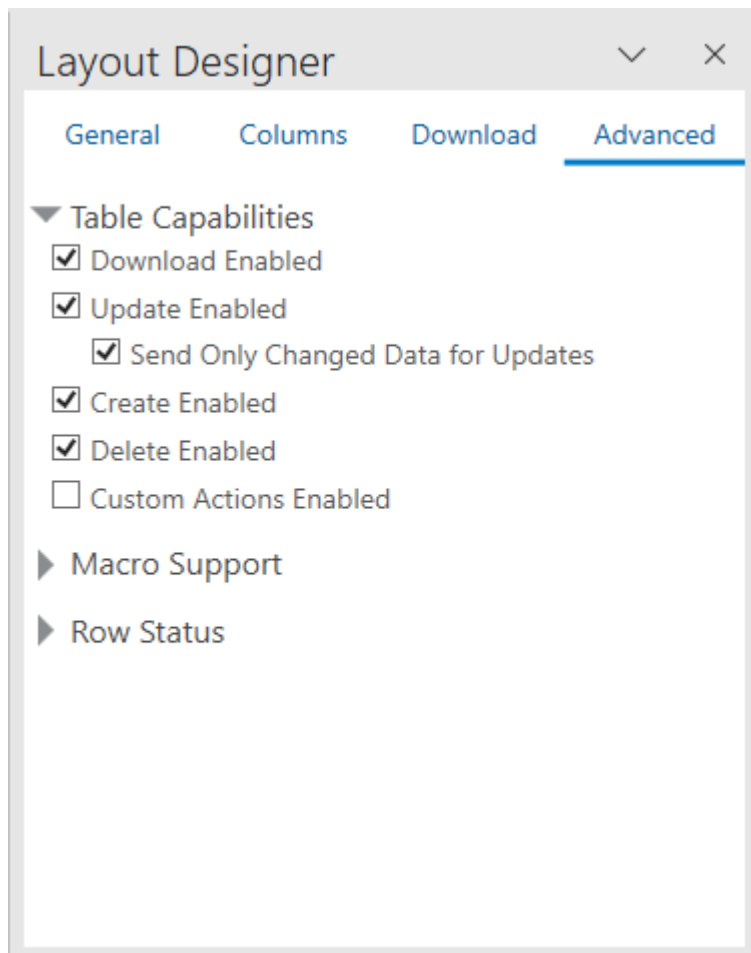 Layout Designer
General Columns Download Advanced
Table Capabilities
Download Enabled
Update Enabled
Send Only Changed Data for Updates
Create Enabled
Delete Enabled
Custom Actions Enabled
Macro Support
Row Status